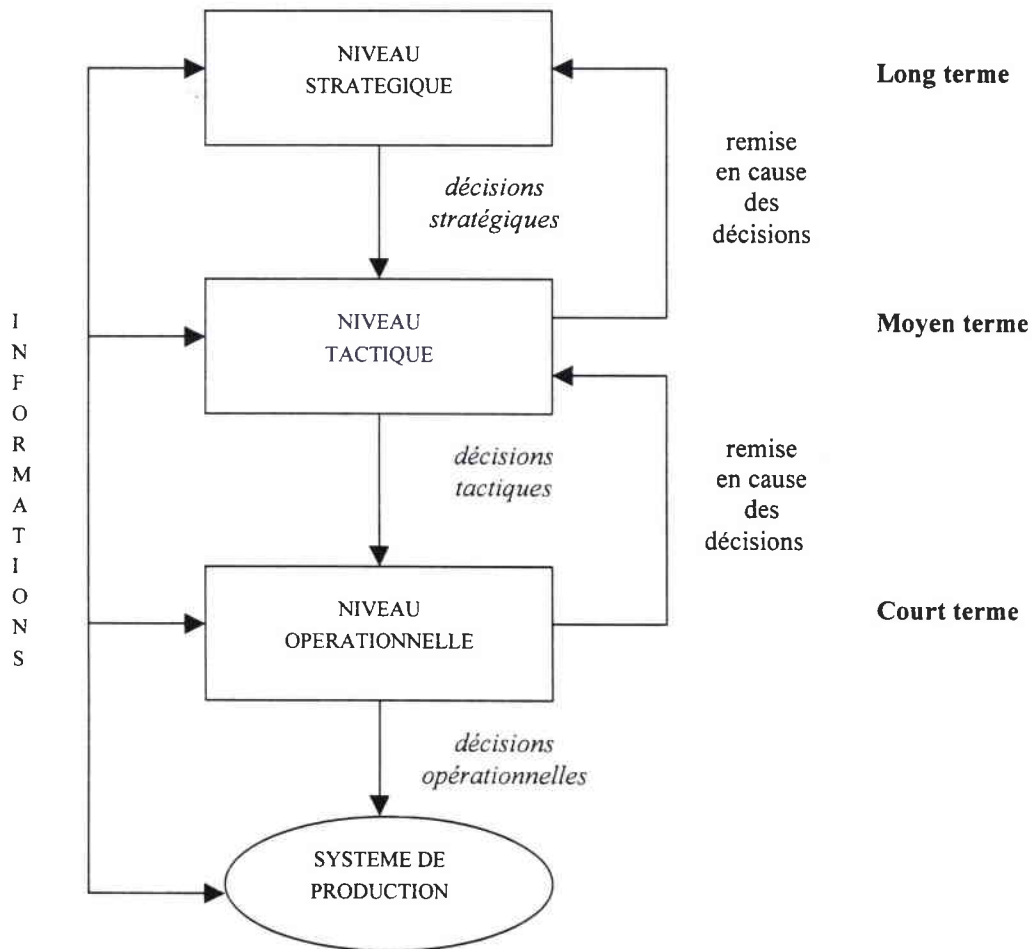 NIVEAU
STRATEGIQUE
Long terme
remise
en cause
des
décisions
décisions
stratégiques
NIVEAU
TACTIQUE
Moyen terme
INFORMATIONS
décisions
tactiques
remise
en cause
des
décisions
NIVEAU
OPERATIONNELLE
Court terme
décisions
opérationnelles
SYSTEME DE
PRODUCTION